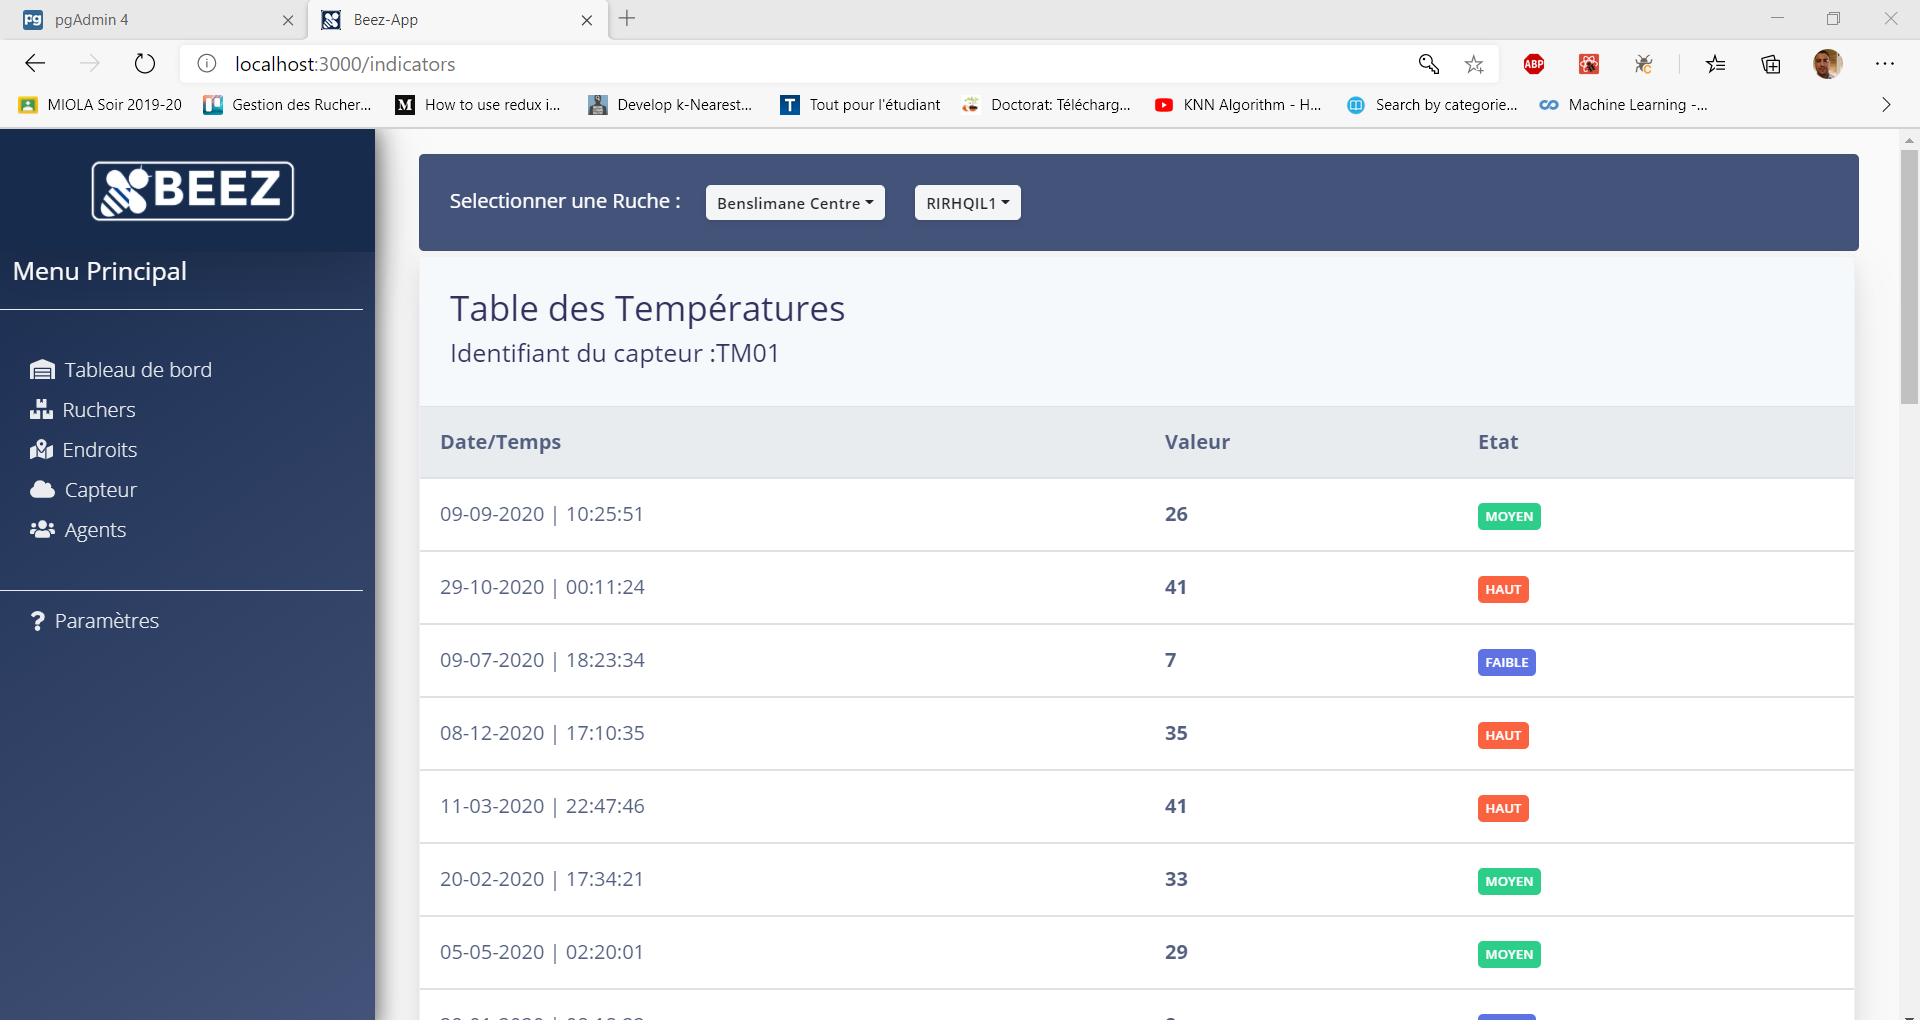 pgAdmin 4
Beez-App
localhost:3000/indicators
ABP
MIOLA Soir 2019-20
Gestion des Rucher...
How to use redux i...
Develop k-Nearest...
Tout pour l'étudiant
Doctorat: Télécharg...
KNN Algorithm - H...
Search by categorie...
Machine Learning -...
BEEZ
Menu Principal
Tableau de bord
Ruchers
Endroits
Capteur
Agents
Paramètres
Selectionner une Ruche :
Benslimane Centre
RIRHQIL1
Table des Températures
Identifiant du capteur :TM01
Date/Temps Valeur Etat
09-09-2020 | 10:25:51 26 MOYEN
29-10-2020 | 00:11:24 41 HAUT
09-07-2020 | 18:23:34 7 FAIBLE
08-12-2020 | 17:10:35 35 HAUT
11-03-2020 | 22:47:46 41 HAUT
20-02-2020 | 17:34:21 33 MOYEN
05-05-2020 | 02:20:01 29 MOYEN